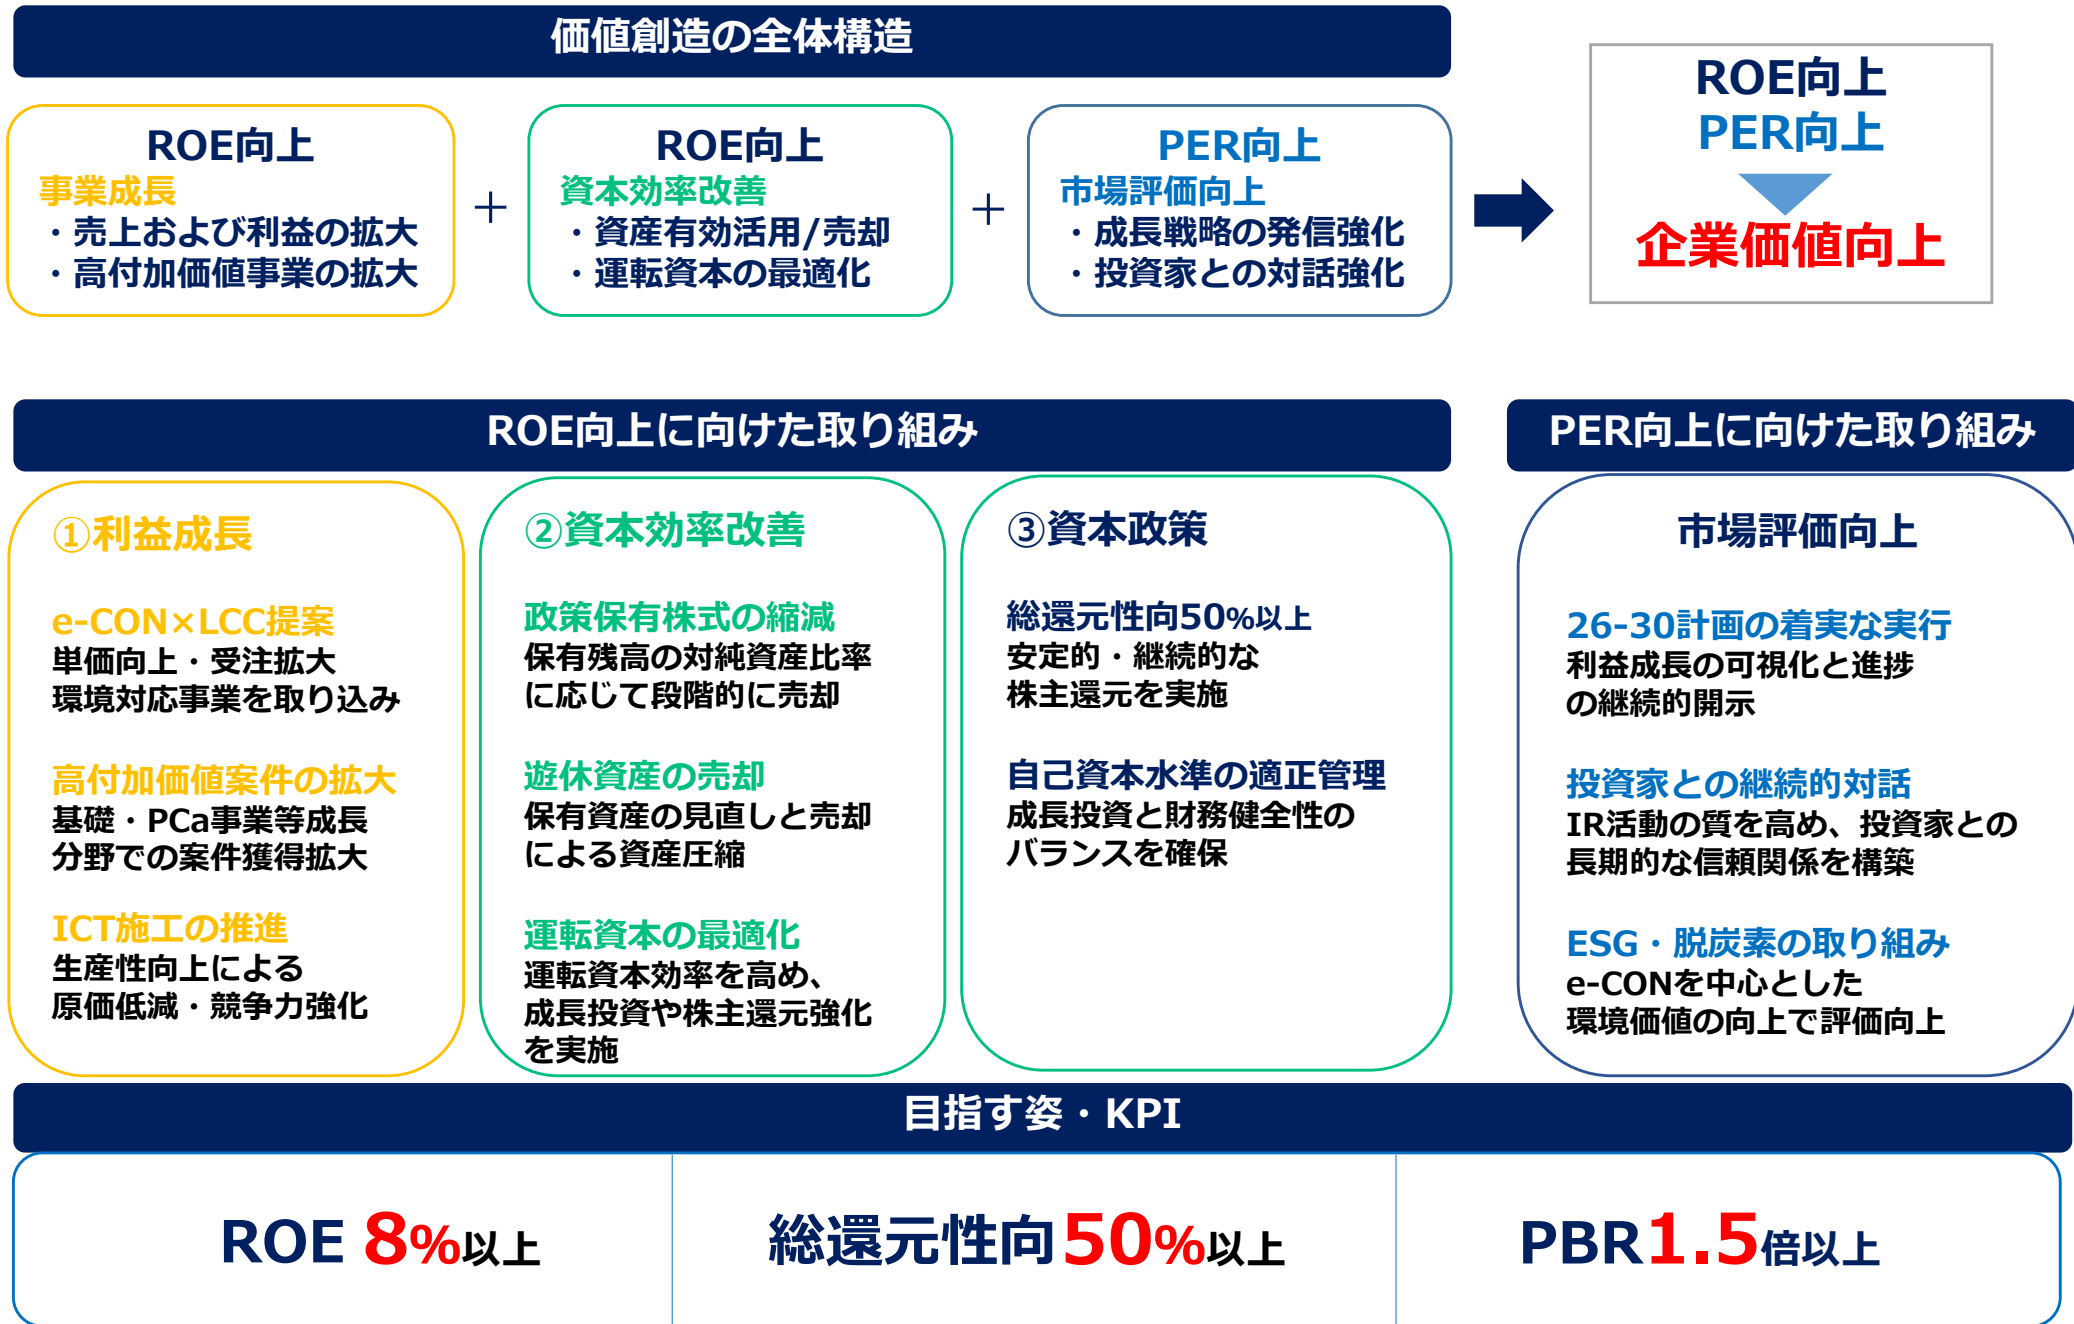 価値創造の全体構造
ROE向上
事業成長
・売上および利益の拡大
・高付加価値事業の拡大
＋
ROE向上
資本効率改善
・資産有効活用/売却
・運転資本の最適化
＋
PER向上
市場評価向上
・成長戦略の発信強化
・投資家との対話強化
ROE向上
PER向上
企業価値向上
ROE向上に向けた取り組み
①利益成長
e-CON×LCC提案
単価向上・受注拡大
環境対応事業を取り込み
高付加価値案件の拡大
基礎・PCa事業等成長
分野での案件獲得拡大
ICT施工の推進
生産性向上による
原価低減・競争力強化
②資本効率改善
政策保有株式の縮減
保有残高の対純資産比率
に応じて段階的に売却
遊休資産の売却
保有資産の見直しと売却
による資産圧縮
運転資本の最適化
運転資本効率を高め、
成長投資や株主還元強化
を実施
③資本政策
総還元性向50%以上
安定的・継続的な
株主還元を実施
自己資本水準の適正管理
成長投資と財務健全性の
バランスを確保
PER向上に向けた取り組み
市場評価向上
26-30計画の着実な実行
利益成長の可視化と進捗
の継続的開示
投資家との継続的対話
IR活動の質を高め、投資家との
長期的な信頼関係を構築
ESG・脱炭素の取り組み
e-CONを中心とした
環境価値の向上で評価向上
目指す姿・KPI
ROE 8%以上
総還元性向50%以上
PBR1.5倍以上